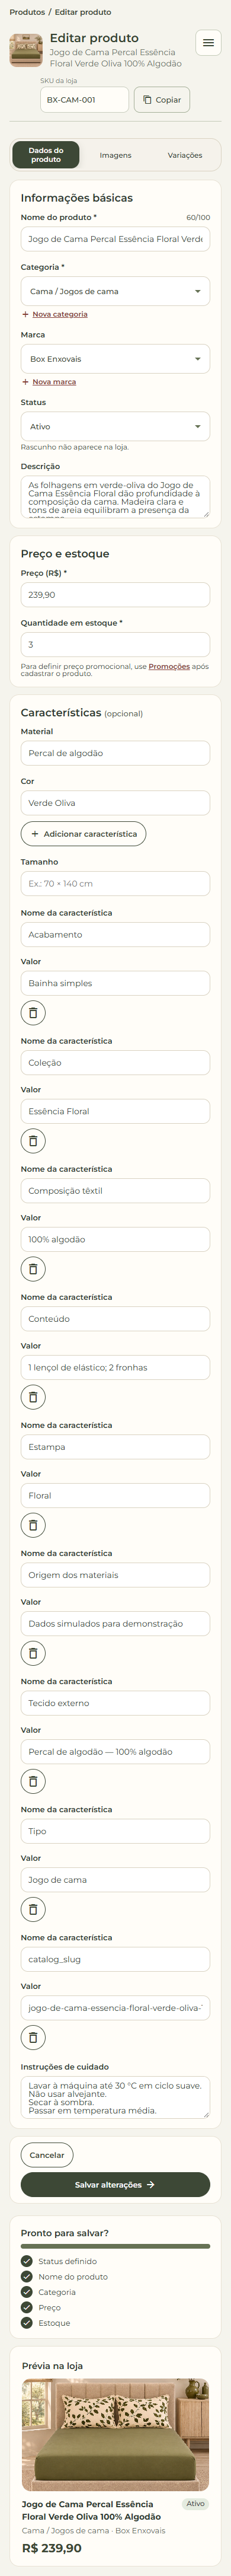 Produtos / Editar produto
Editar produto
Jogo de Cama Percal Essência
Floral Verde Oliva 100% Algodão
SKU da loja
BX-CAM-001
Copiar
Dados do
produto
Imagens
Variações
Informações básicas
Nome do produto *
60/100
Jogo de Cama Percal Essência Floral Verde
Categoria *
Cama / Jogos de cama
+ Nova categoria
Marca
Box Enxovais
+ Nova marca
Status
Ativo
Rascunho não aparece na loja.
Descrição
As folhagens em verde-oliva do Jogo de
Cama Essência Floral dão profundidade à
composição da cama. Madeira clara e
tons de areia equilibram a presença da
estampa
Preço e estoque
Preço (R$) *
239,90
Quantidade em estoque *
3
Para definir preço promocional, use Promoções após
cadastrar o produto.
Características (opcional)
Material
Percal de algodão
Cor
Verde Oliva
+ Adicionar característica
Tamanho
Ex.: 70 × 140 cm
Nome da característica
Acabamento
Valor
Bainha simples
Nome da característica
Coleção
Valor
Essência Floral
Nome da característica
Composição têxtil
Valor
100% algodão
Nome da característica
Conteúdo
Valor
1 lençol de elástico; 2 fronhas
Nome da característica
Estampa
Valor
Floral
Nome da característica
Origem dos materiais
Valor
Dados simulados para demonstração
Nome da característica
Tecido externo
Valor
Percal de algodão — 100% algodão
Nome da característica
Tipo
Valor
Jogo de cama
Nome da característica
catalog_slug
Valor
jogo-de-cama-essencia-floral-verde-oliva-
Instruções de cuidado
Lavar à máquina até 30 °C em ciclo suave.
Não usar alvejante.
Secar à sombra.
Passar em temperatura média.
Cancelar
Salvar alterações →
Pronto para salvar?
Status definido
Nome do produto
Categoria
Preço
Estoque
Prévia na loja
Jogo de Cama Percal Essência
Floral Verde Oliva 100% Algodão
Ativo
Cama / Jogos de cama · Box Enxovais
R$ 239,90